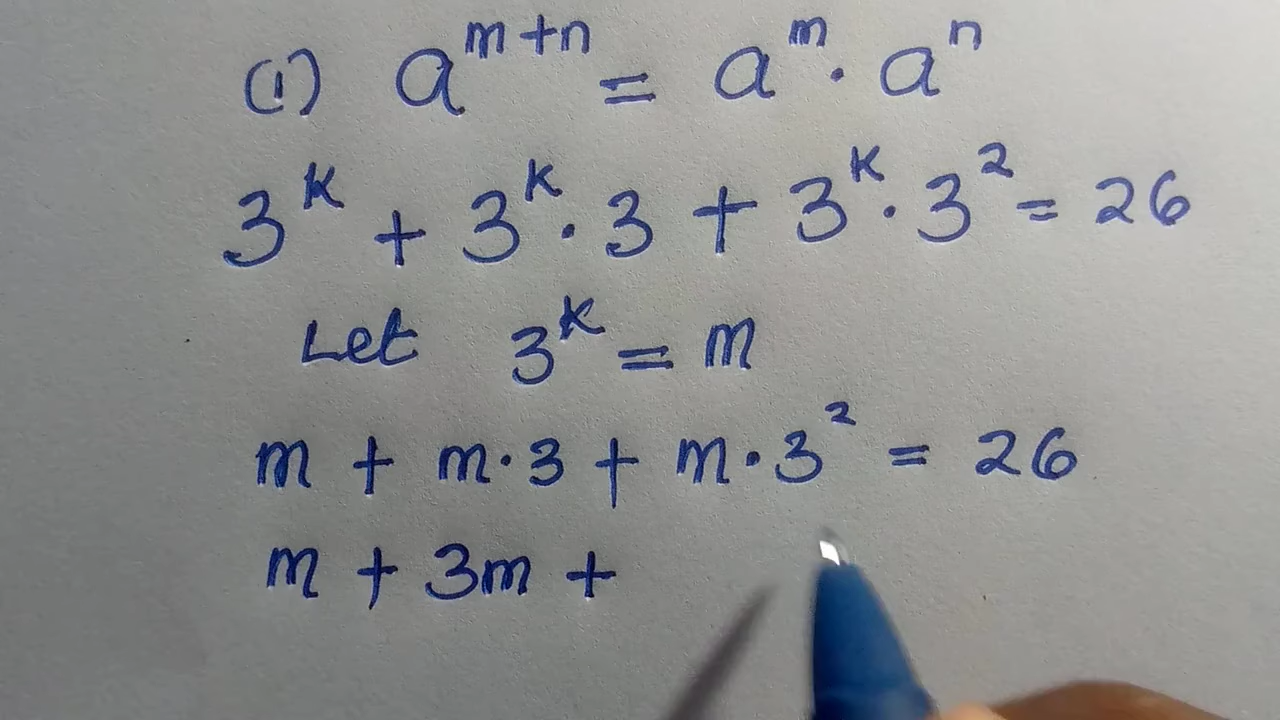 (1) a^{m+n} = a^m · a^n
3^k + 3^k · 3 + 3^k · 3^2 = 26
Let 3^k = m
m + m · 3 + m · 3^2 = 26
m + 3m +